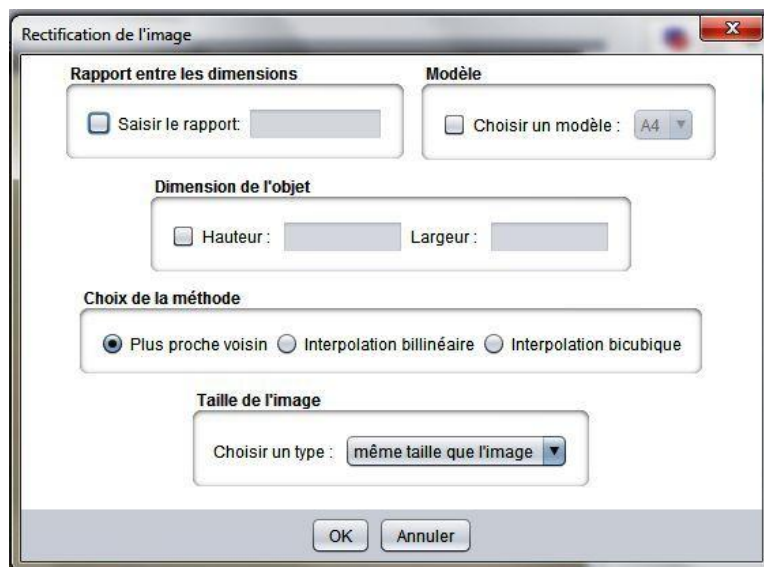 Rectification de l'image
Rapport entre les dimensions
Modèle
Saisir le rapport:
Choisir un modèle : A4
Dimension de l'objet
Hauteur : Largeur :
Choix de la méthode
Plus proche voisin Interpolation billinéaire Interpolation bicubique
Taille de l'image
Choisir un type : même taille que l'image
OK Annuler